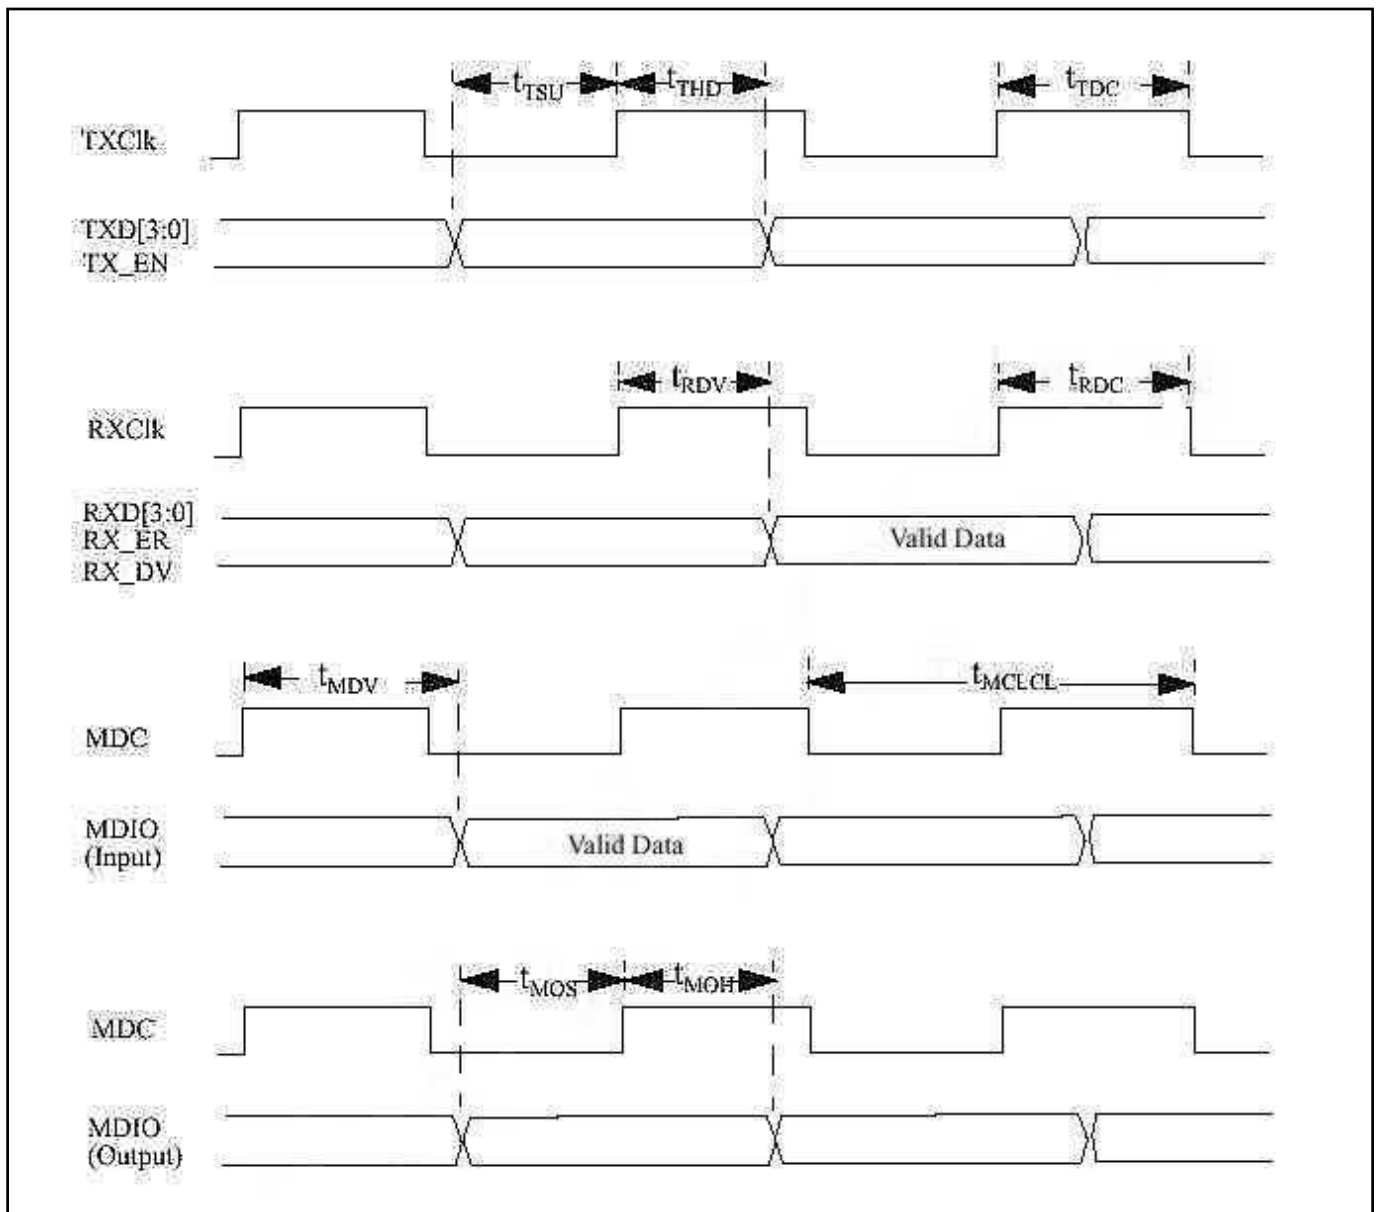 tTSU tTHD tTDC
TXClk
TXD[3:0]
TX_EN
tRDV tRDC
RXClk
RXD[3:0]
RX_ER Valid Data
RX_DV
tMDV tMCLCL
MDC
MDIO
(Input) Valid Data
tMOS tMOH
MDC
MDIO
(Output)